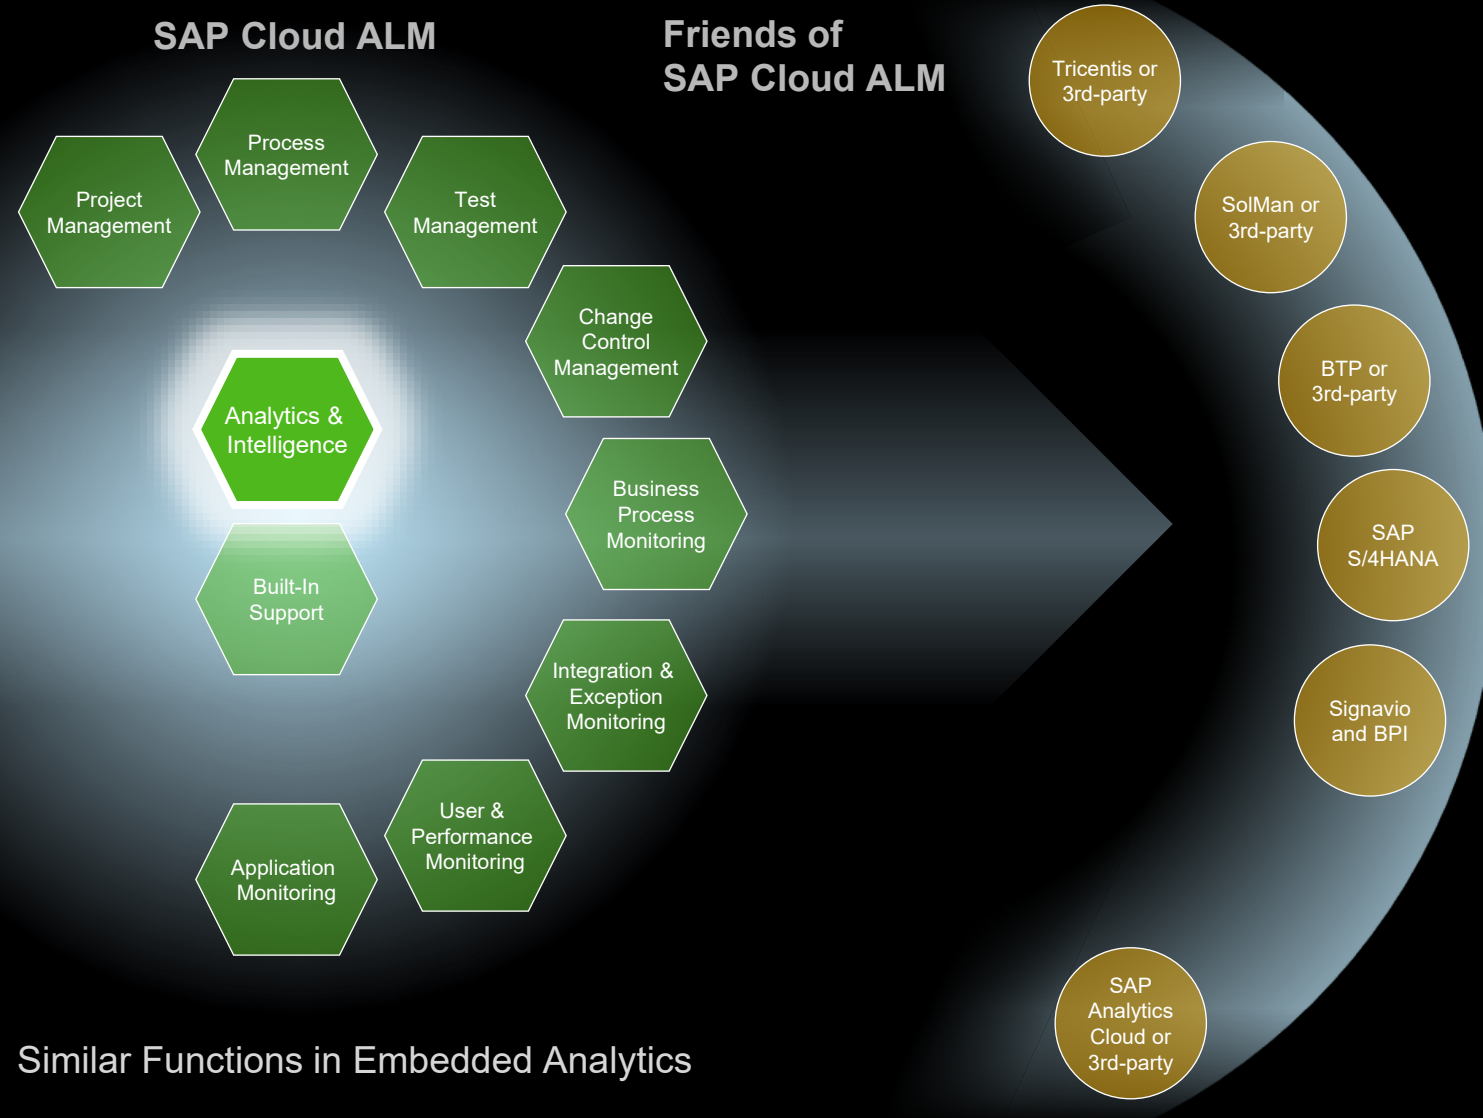 SAP Cloud ALM
Friends of
SAP Cloud ALM
Project
Management
Process
Management
Test
Management
Change
Control
Management
Analytics &
Intelligence
Business
Process
Monitoring
Built-In
Support
Integration &
Exception
Monitoring
User &
Performance
Monitoring
Application
Monitoring
Tricentis or
3rd-party
SolMan or
3rd-party
BTP or
3rd-party
SAP
S/4HANA
Signavio
and BPI
SAP
Analytics
Cloud or
3rd-party
Similar Functions in Embedded Analytics